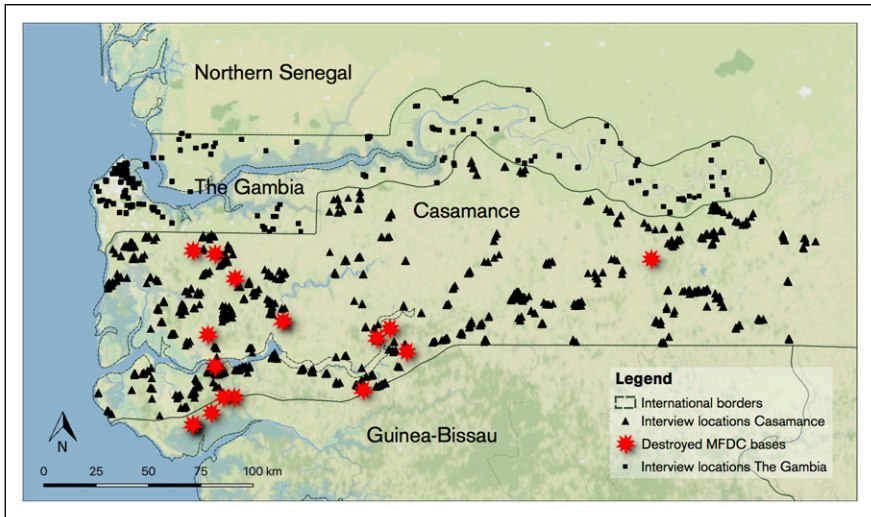 Northern Senegal
The Gambia
Casamance
Guinea-Bissau
Legend
International borders
Interview locations Casamance
Destroyed MFDC bases
Interview locations The Gambia
N
0 25 50 75 100 km